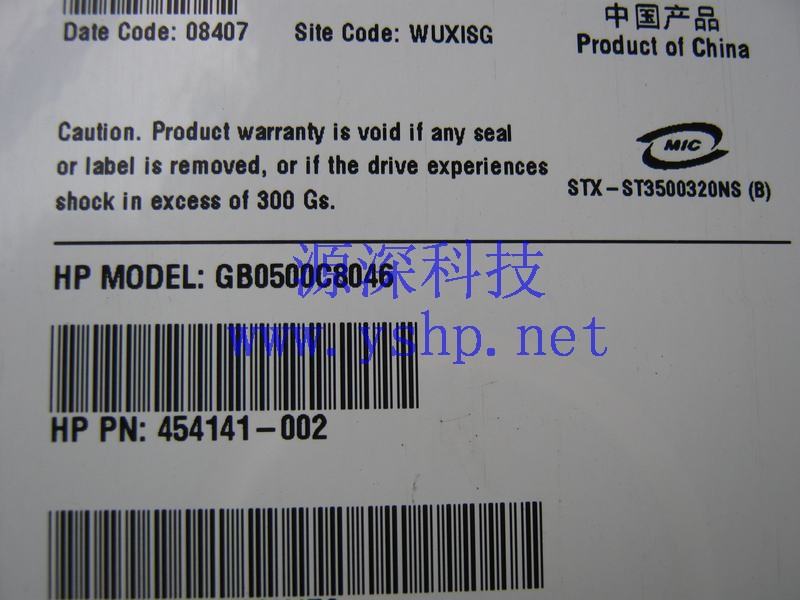 Date Code: 08407
Site Code: WUXISG
中国产品
Product of China
Caution. Product warranty is void if any seal
or label is removed, or if the drive experiences
shock in excess of 300 Gs.
MIC
STX-ST3500320NS (B)
源深科技
HP MODEL: GB0500C8046
www.yshp.net
HP PN: 454141-002